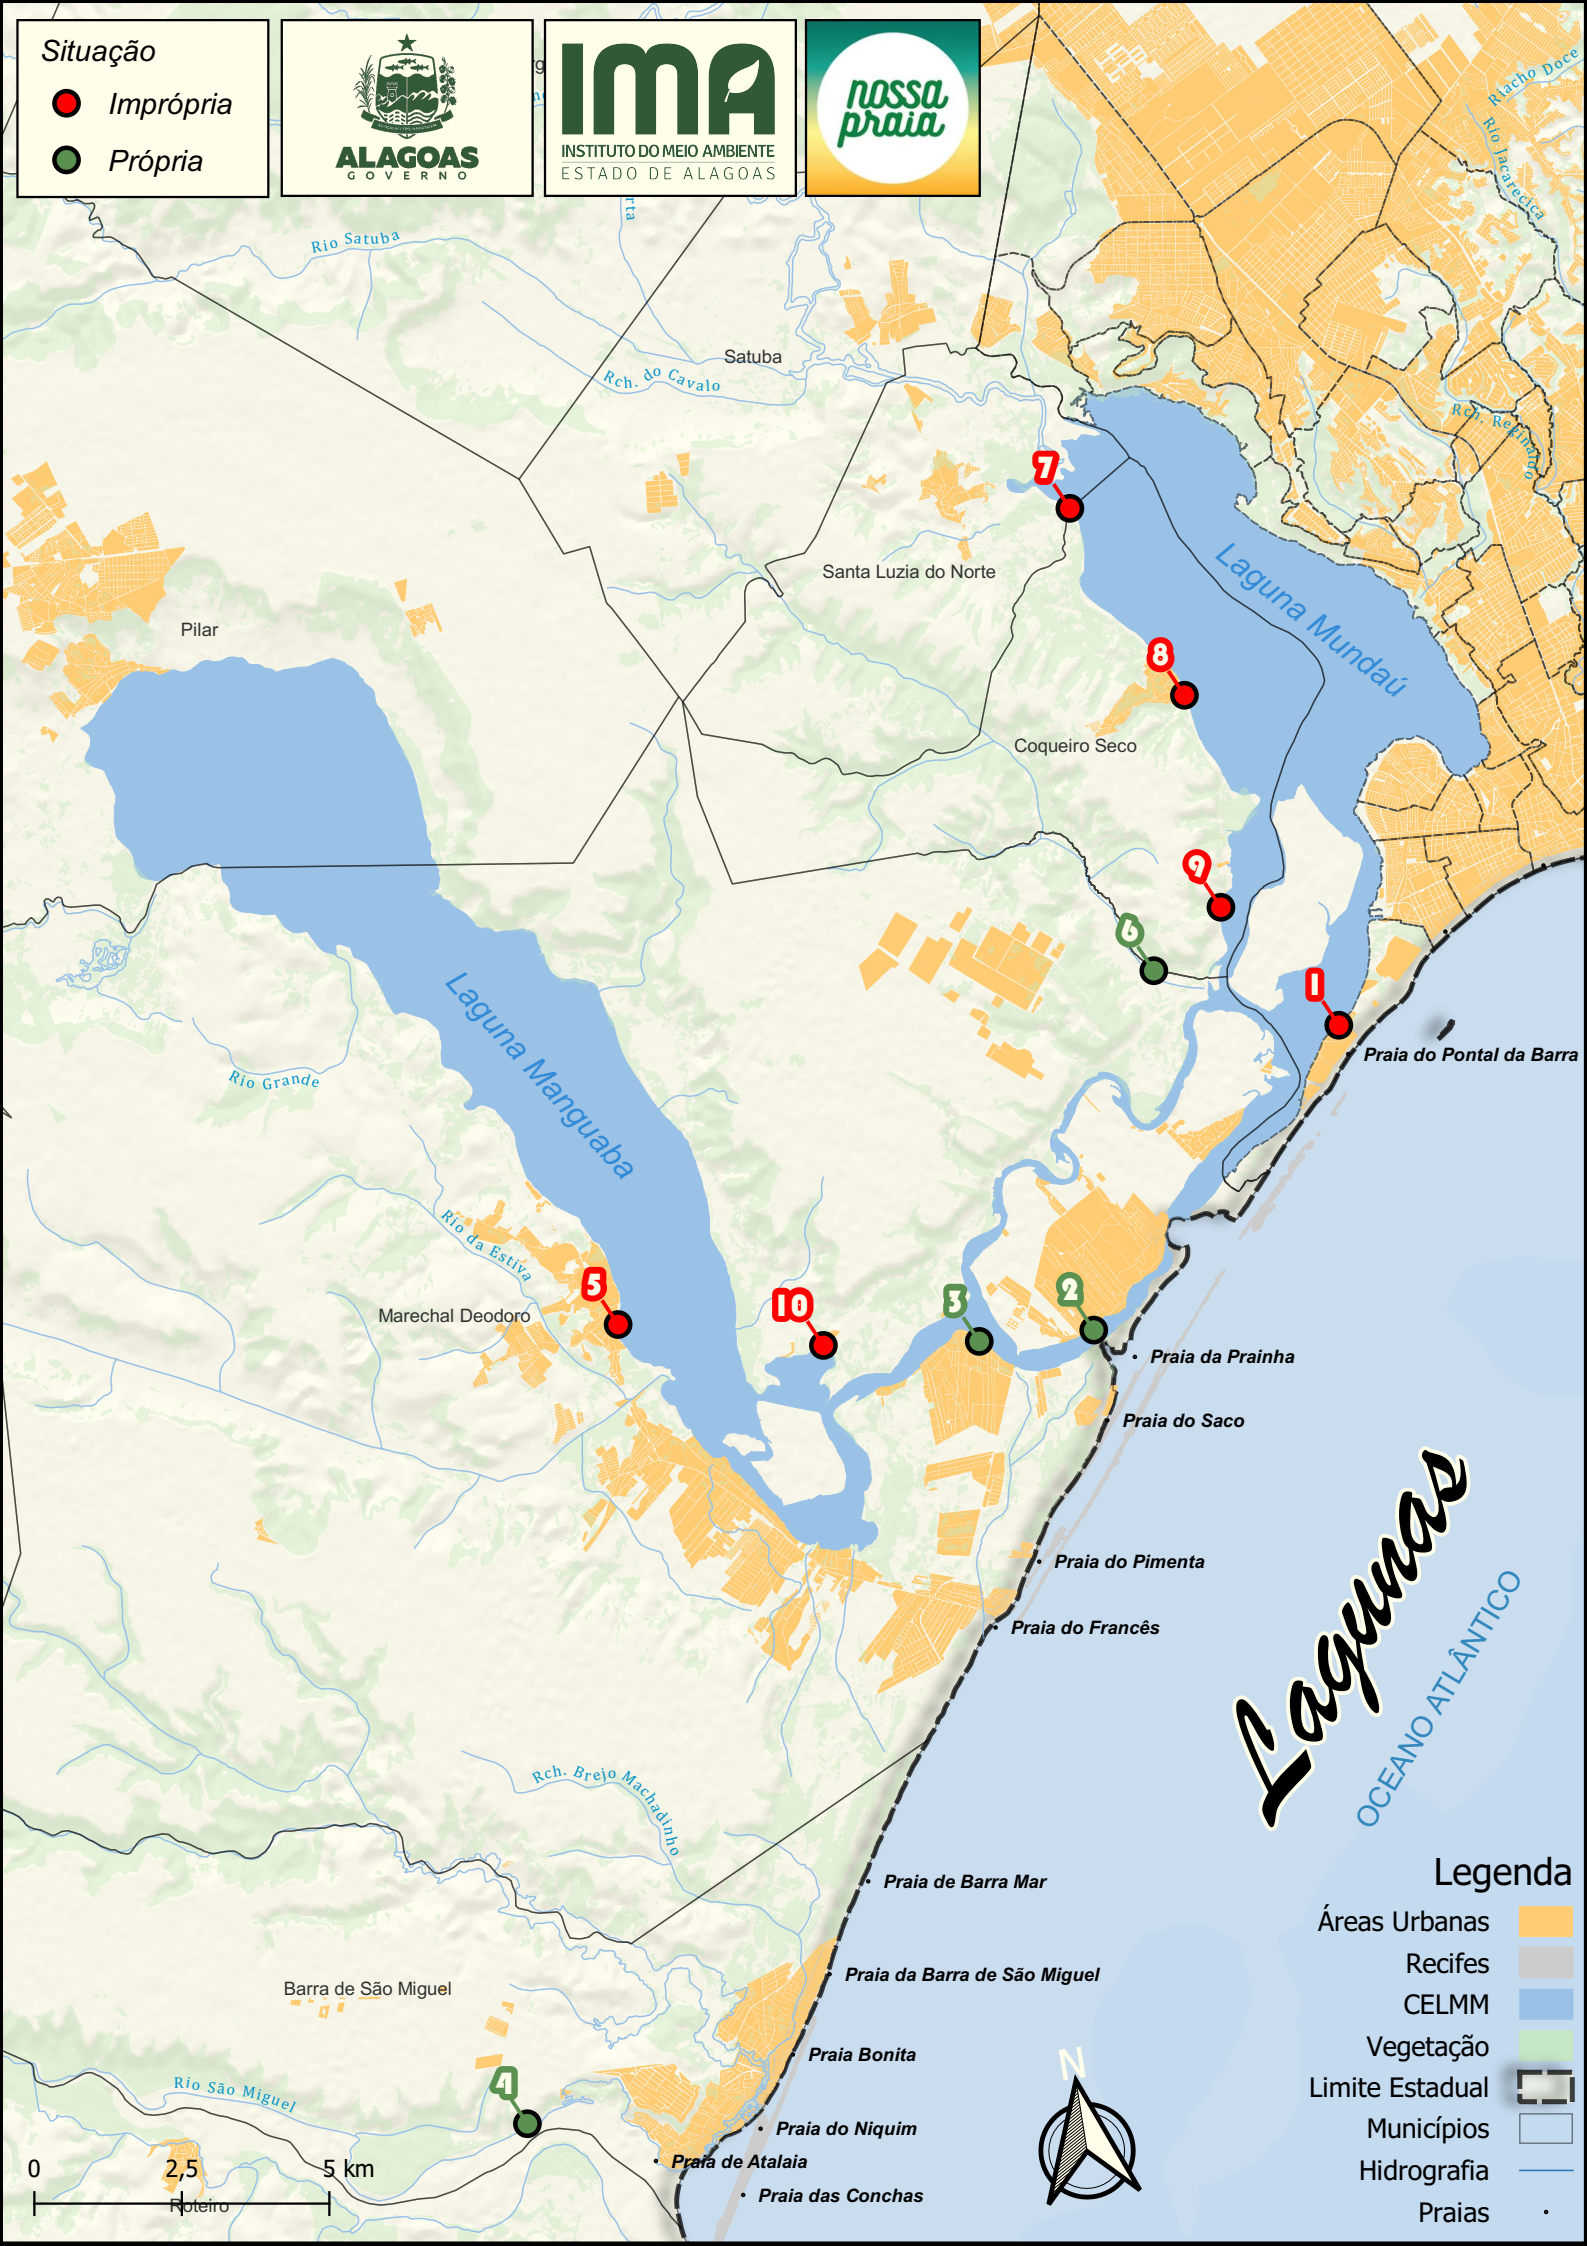 Situação
Imprópria
Própria
ALAGOAS
GOVERNO
IMA
INSTITUTO DO MEIO AMBIENTE
ESTADO DE ALAGOAS
nossa
praia
Riacho Doce
Rio Jacarecica
Rio Satuba
Satuba
Rch. do Cavalo
Rch. Reginaldo
7
Laguna Mundaú
Santa Luzia do Norte
Pilar
8
Coqueiro Seco
9
6
1
Laguna Manguaba
Praia do Pontal da Barra
Rio Grande
Rio da Estiva
5
10
3
2
Marechal Deodoro
Praia da Prainha
Praia do Saco
Praia do Pimenta
Praia do Francês
Lagunas
OCEANO ATLÂNTICO
Rch. Brejo Machadinho
Praia de Barra Mar
Praia da Barra de São Miguel
Barra de São Miguel
Praia Bonita
4
Rio São Miguel
Praia do Niquim
Praia de Atalaia
Praia das Conchas
0 2,5 5 km
Roteiro
N
Legenda
Áreas Urbanas
Recifes
CELMM
Vegetação
Limite Estadual
Municípios
Hidrografia
Praias